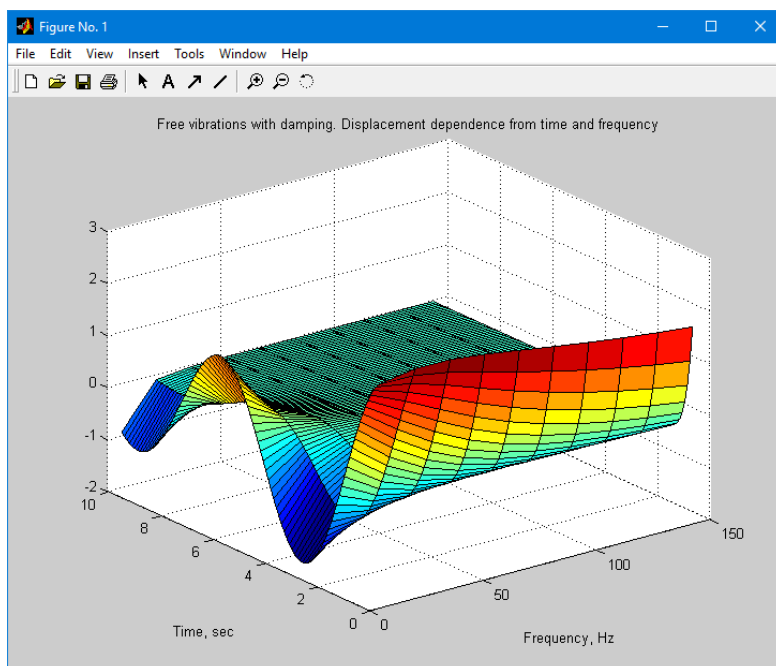 Figure No. 1
File Edit View Insert Tools Window Help
A
Free vibrations with damping. Displacement dependence from time and frequency
3
2
1
0
-1
-2
10
8
6
4
2
0
0
50
100
150
Time, sec
Frequency, Hz